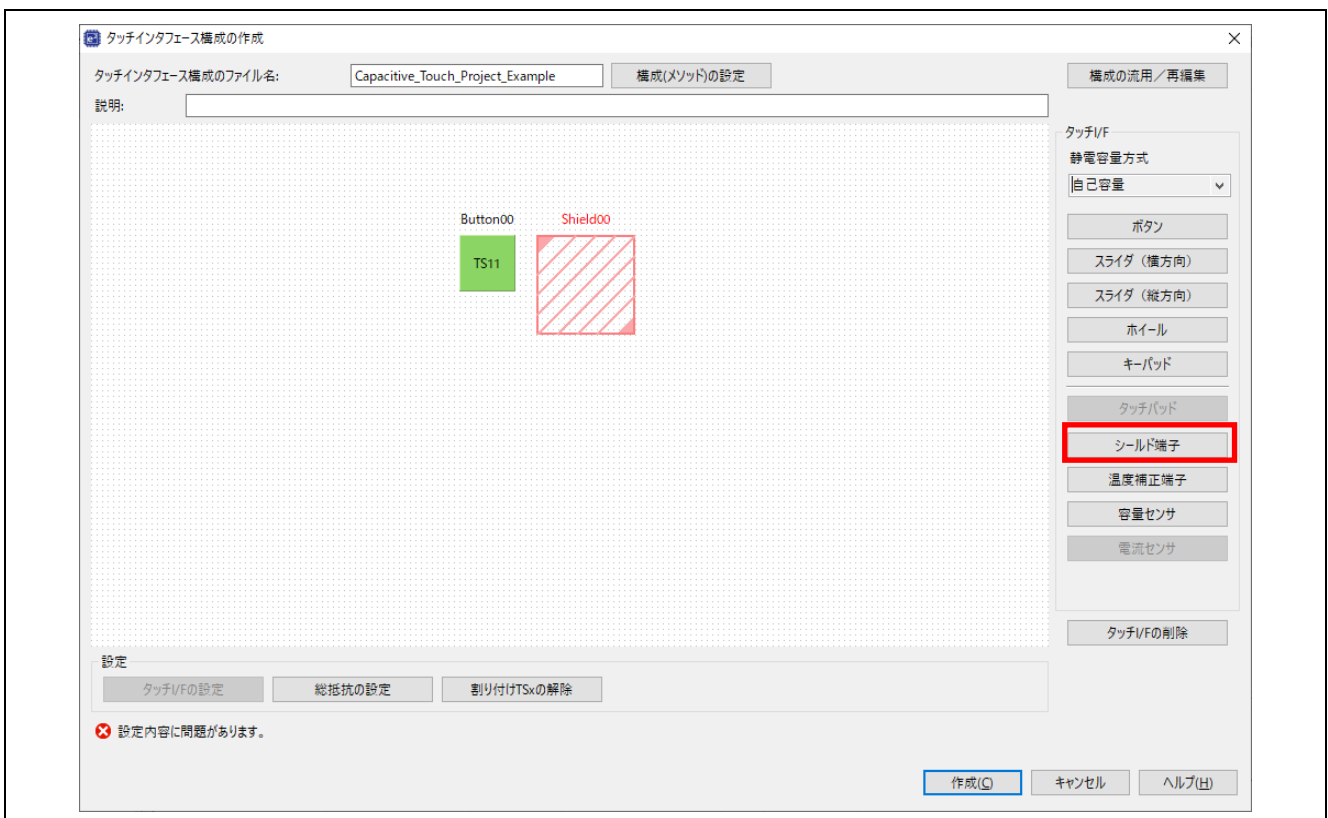 タッチインタフェース構成の作成
タッチインタフェース構成のファイル名: Capacitive_Touch_Project_Example 構成(メソッド)の設定 構成の流用／再編集
説明:
タッチI/F
静電容量方式
自己容量
Button00 Shield00
TS11
ボタン
スライダ（横方向）
スライダ（縦方向）
ホイール
キーパッド
タッチパッド
シールド端子
温度補正端子
容量センサ
電流センサ
タッチI/Fの削除
設定
タッチI/Fの設定 総抵抗の設定 割り付けTSxの解除
設定内容に問題があります。
作成(C) キャンセル ヘルプ(H)